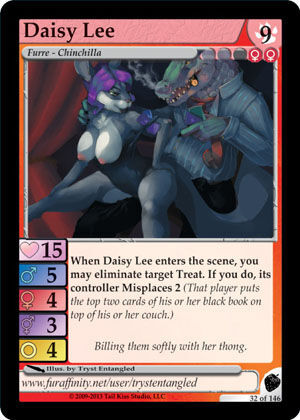 Daisy Lee
9
Furre - Chinchilla
15
5
4
3
4
When Daisy Lee enters the scene, you
may eliminate target Treat. If you do, its
controller Misplaces 2 (That player
puts the top two cards of his or her black book on
top of his or her couch.)
Billing them softly with her thong.
Illus. by Tryst Entangled
www.furaffinity.net/user/trystentangled
32 of 146
©2009-2013 Tail Kiss Studio, LLC